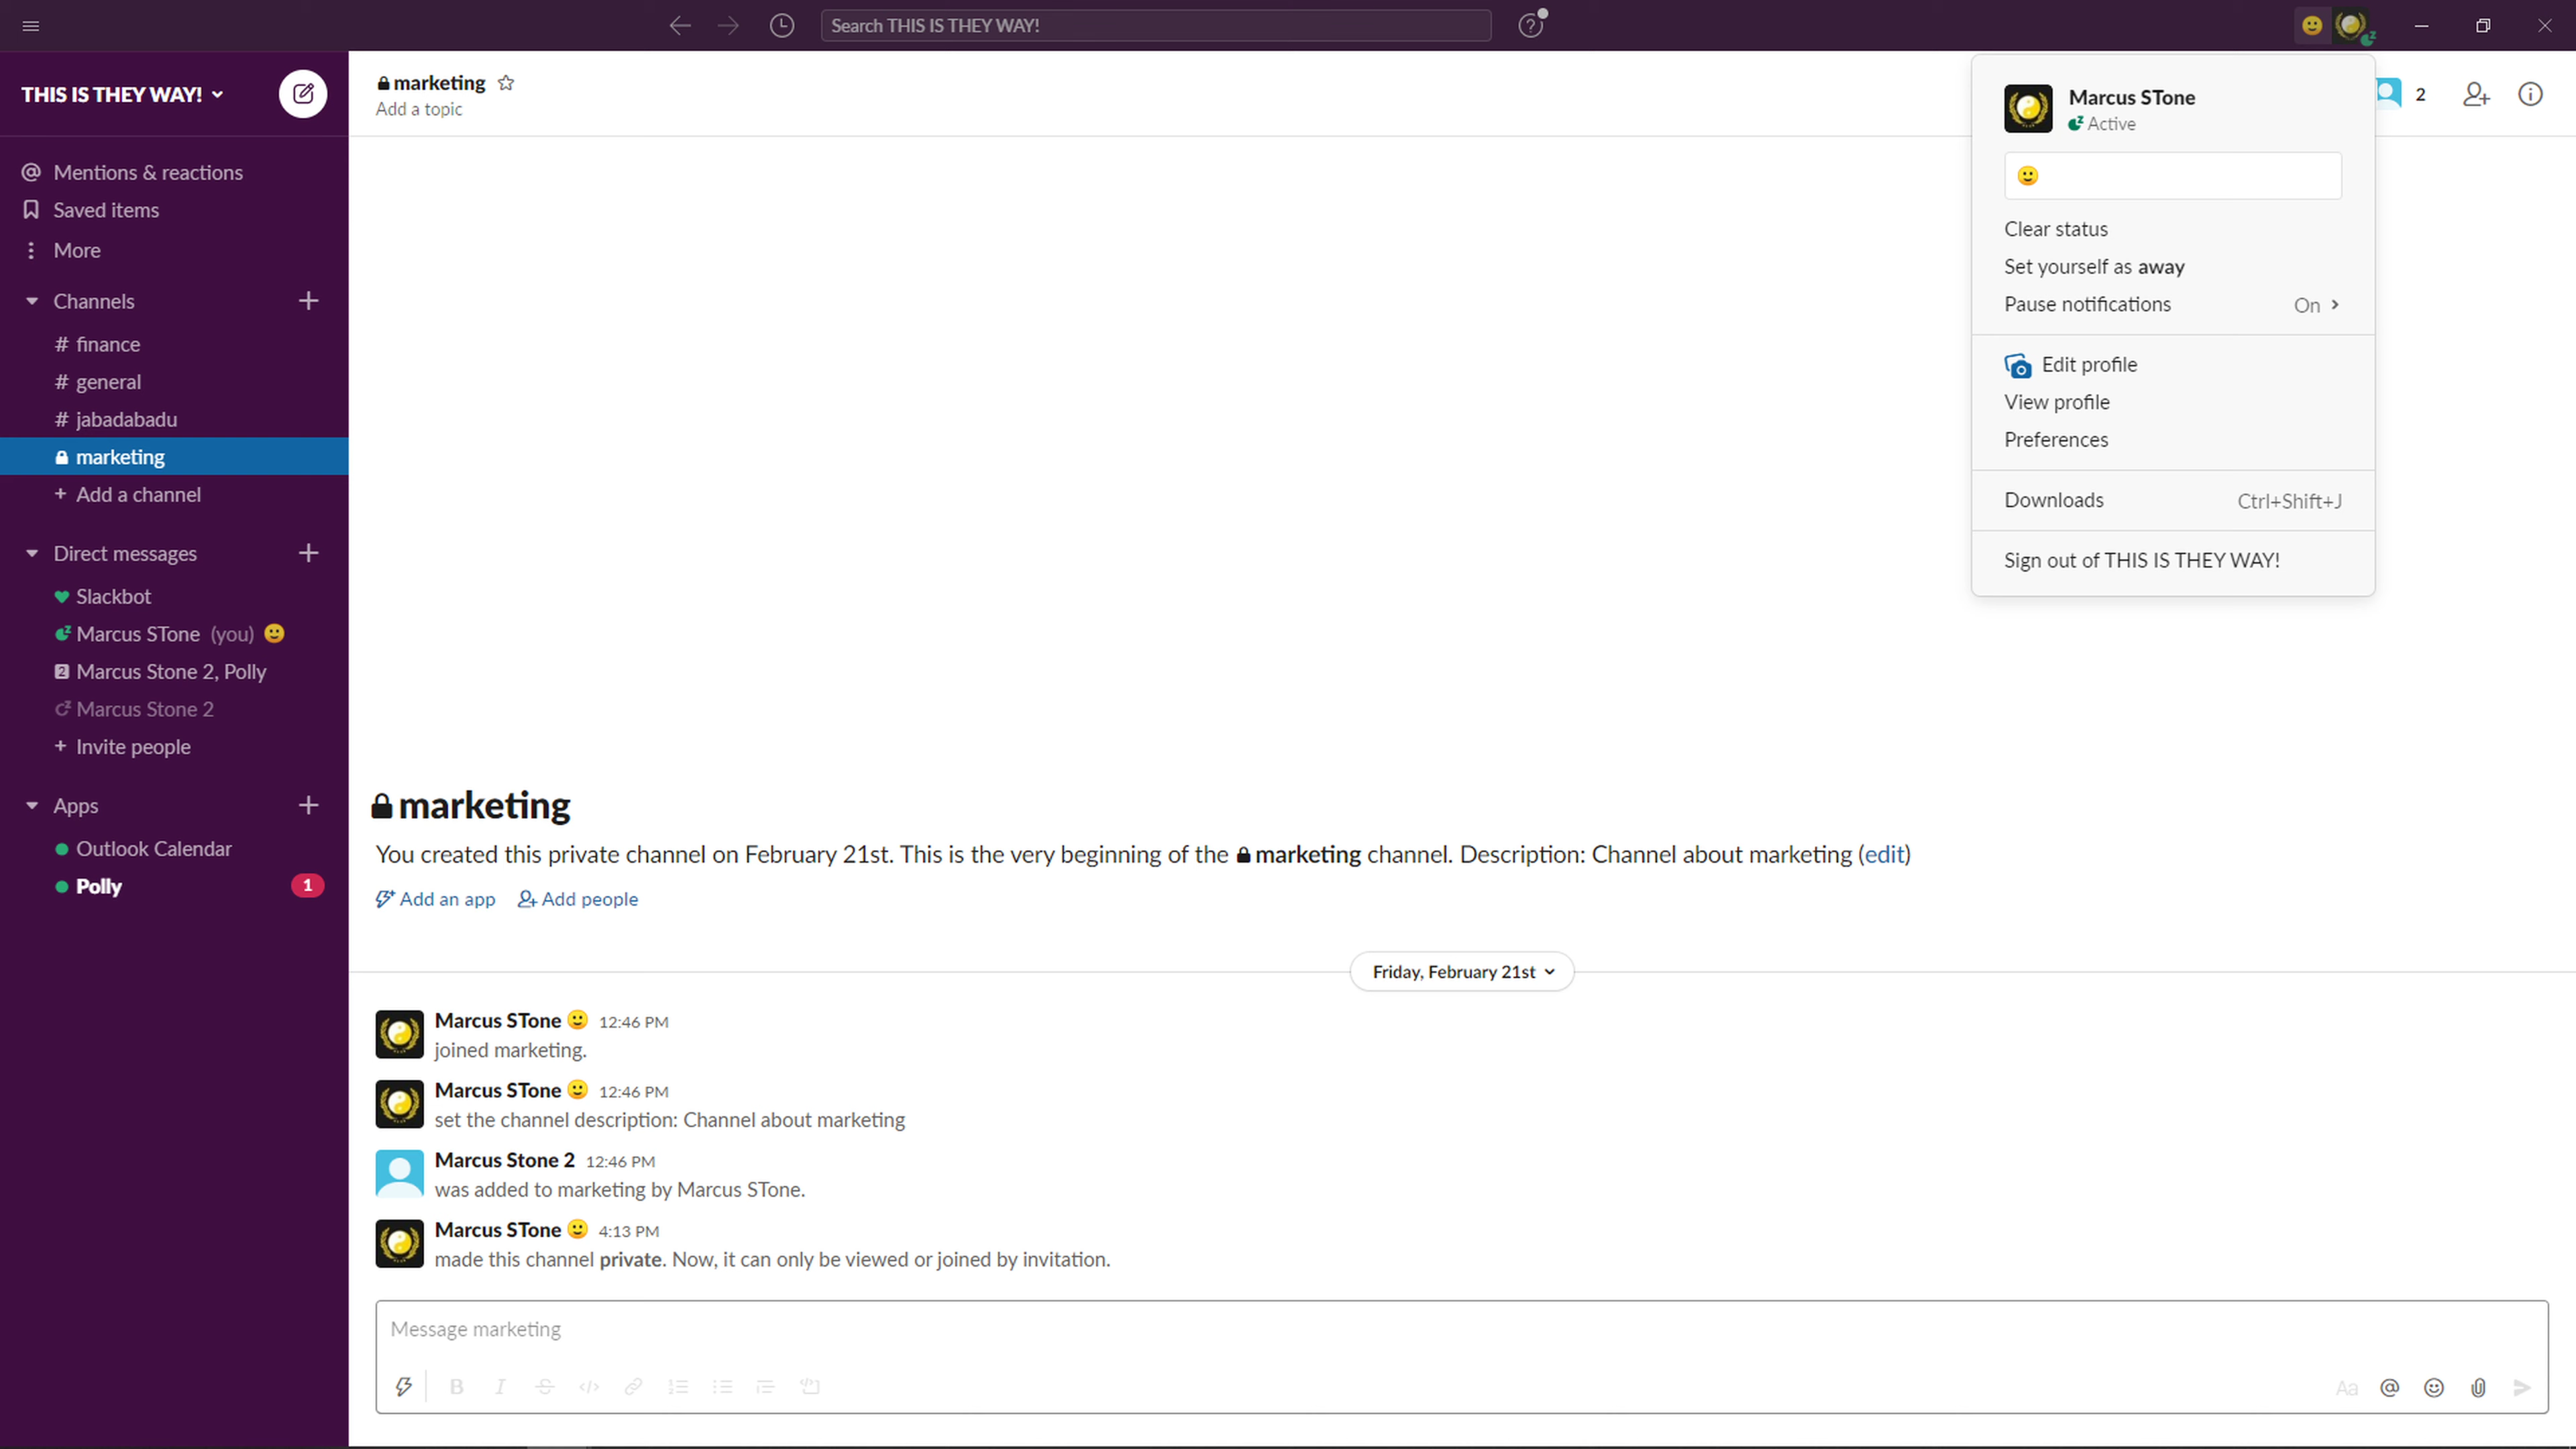 Search THIS IS THEY WAY!
THIS IS THEY WAY!
Mentions & reactions
Saved items
More
Channels
# finance
# general
# jabadabadu
marketing
+ Add a channel
Direct messages
Slackbot
Marcus STone (you)
2 Marcus Stone 2, Polly
Marcus Stone 2
+ Invite people
Apps
Outlook Calendar
Polly 1
marketing
Add a topic
2
Marcus STone
Active
Clear status
Set yourself as away
Pause notifications On
Edit profile
View profile
Preferences
Downloads Ctrl+Shift+J
Sign out of THIS IS THEY WAY!
marketing
You created this private channel on February 21st. This is the very beginning of the marketing channel. Description: Channel about marketing (edit)
Add an app Add people
Friday, February 21st
Marcus STone 12:46 PM
joined marketing.
Marcus STone 12:46 PM
set the channel description: Channel about marketing
Marcus Stone 2 12:46 PM
was added to marketing by Marcus STone.
Marcus STone 4:13 PM
made this channel private. Now, it can only be viewed or joined by invitation.
Message marketing
B I S </> Aa @